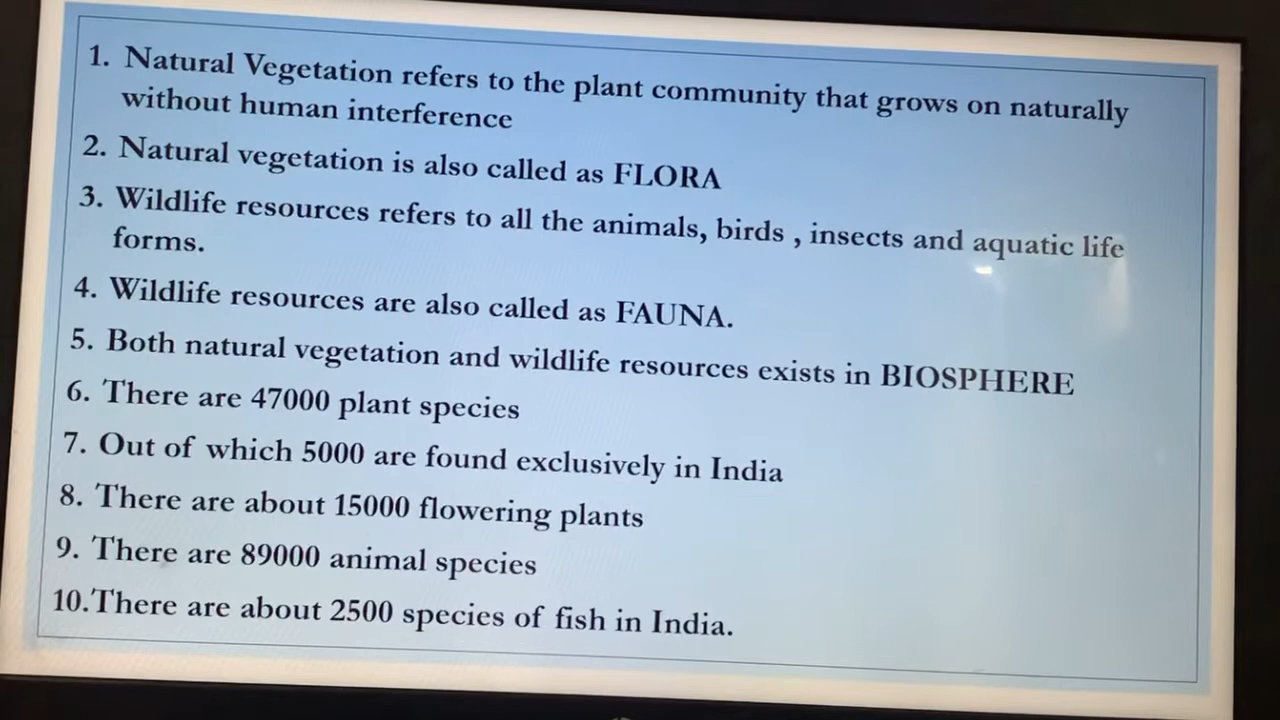 1. Natural Vegetation refers to the plant community that grows on naturally
without human interference
2. Natural vegetation is also called as FLORA
3. Wildlife resources refers to all the animals, birds , insects and aquatic life
forms.
4. Wildlife resources are also called as FAUNA.
5. Both natural vegetation and wildlife resources exists in BIOSPHERE
6. There are 47000 plant species
7. Out of which 5000 are found exclusively in India
8. There are about 15000 flowering plants
9. There are 89000 animal species
10.There are about 2500 species of fish in India.